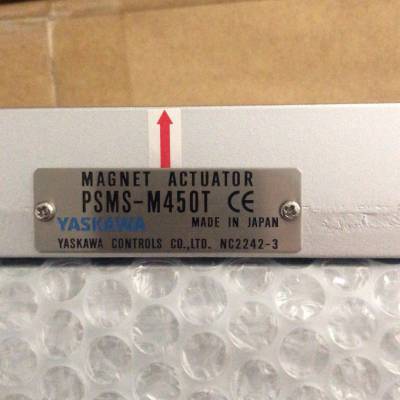 MAGNET ACTUATOR
PSMS-M450T CE
YASKAWA MADE IN JAPAN
YASKAWA CONTROLS CO.,LTD. NC2242-3